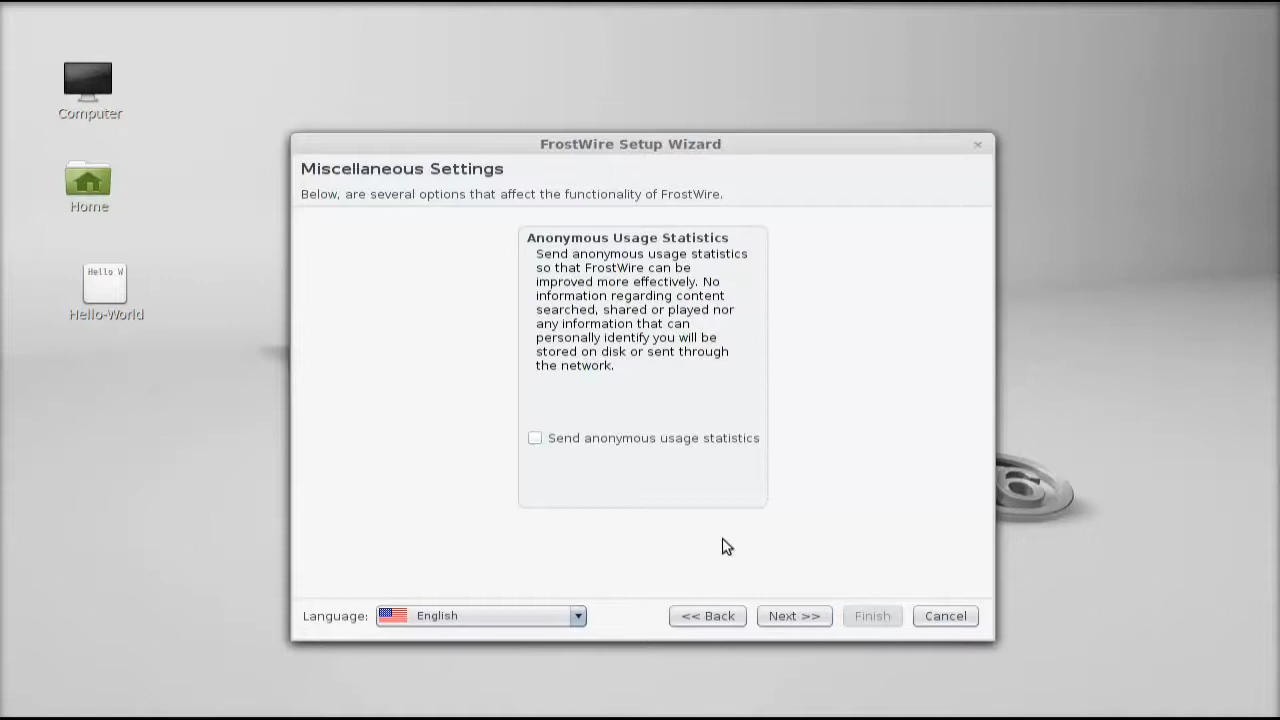 Computer
Home
Hello W
Hello-World
FrostWire Setup Wizard
Miscellaneous Settings
Below, are several options that affect the functionality of FrostWire.
Anonymous Usage Statistics
Send anonymous usage statistics
so that FrostWire can be
improved more effectively. No
information regarding content
searched, shared or played nor
any information that can
personally identify you will be
stored on disk or sent through
the network.
Send anonymous usage statistics
Language: English << Back Next >> Finish Cancel